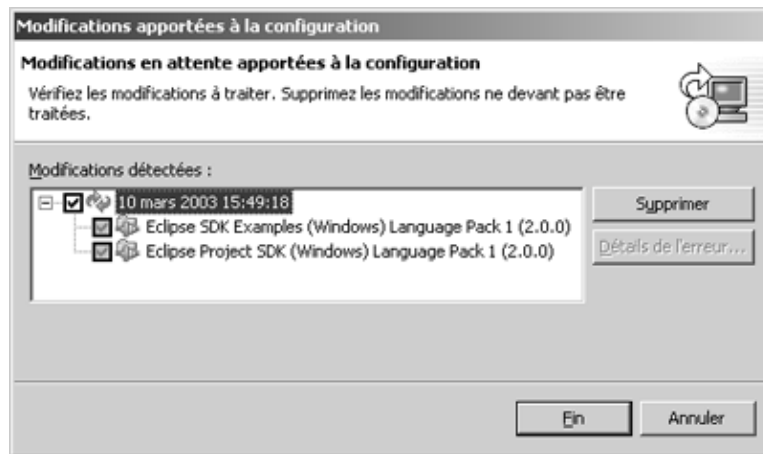 Modifications apportées à la configuration
Modifications en attente apportées à la configuration
Vérifiez les modifications à traiter. Supprimez les modifications ne devant pas être
traitées.
Modifications détectées :
10 mars 2003 15:49:18
Supprimer
Eclipse SDK Examples (Windows) Language Pack 1 (2.0.0)
Eclipse Project SDK (Windows) Language Pack 1 (2.0.0)
Détails de l'erreur...
Fin
Annuler